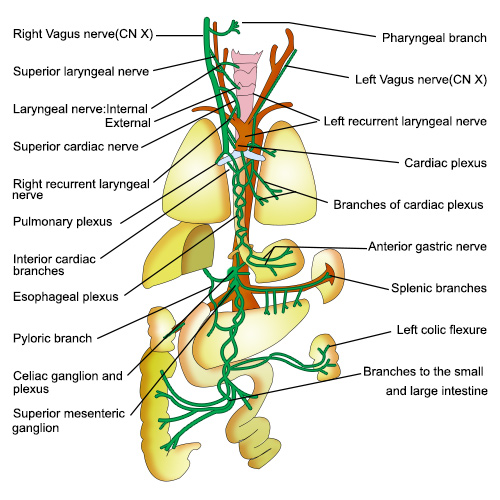 Right Vagus nerve(CN X)
Superior laryngeal nerve
Laryngeal nerve:Internal
External
Superior cardiac nerve
Right recurrent laryngeal
nerve
Pulmonary plexus
Interior cardiac
branches
Esophageal plexus
Pyloric branch
Celiac ganglion and
plexus
Superior mesenteric
ganglion
Pharyngeal branch
Left Vagus nerve(CN X)
Left recurrent laryngeal nerve
Cardiac plexus
Branches of cardiac plexus
Anterior gastric nerve
Splenic branches
Left colic flexure
Branches to the small
and large intestine